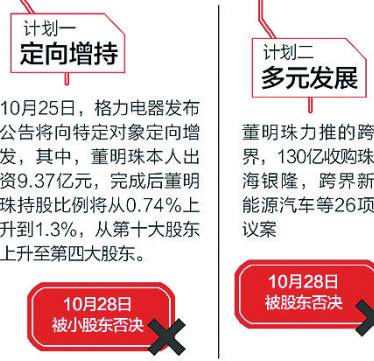 计划一
定向增持
10月25日，格力电器发布
公告将向特定对象定向增
发，其中，董明珠本人出
资9.37亿元，完成后董明
珠持股比例将从0.74%上
升到1.3%，从第十大股东
上升至第四大股东。
10月28日
被小股东否决
计划二
多元发展
董明珠力推的跨
界，130亿收购珠
海银隆，跨界新
能源汽车等26项
议案
10月28日
被股东否决